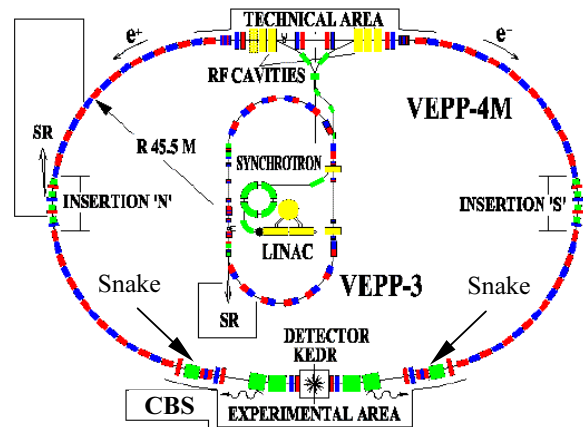 TECHNICAL AREA
e⁺
e⁻
RF CAVITIES
VEPP-4M
SR
R 45.5 M
SYNCHROTRON
INSERTION 'N'
INSERTION 'S'
LINAC
VEPP-3
Snake
Snake
SR
DETECTOR
KEDR
CBS
EXPERIMENTAL AREA